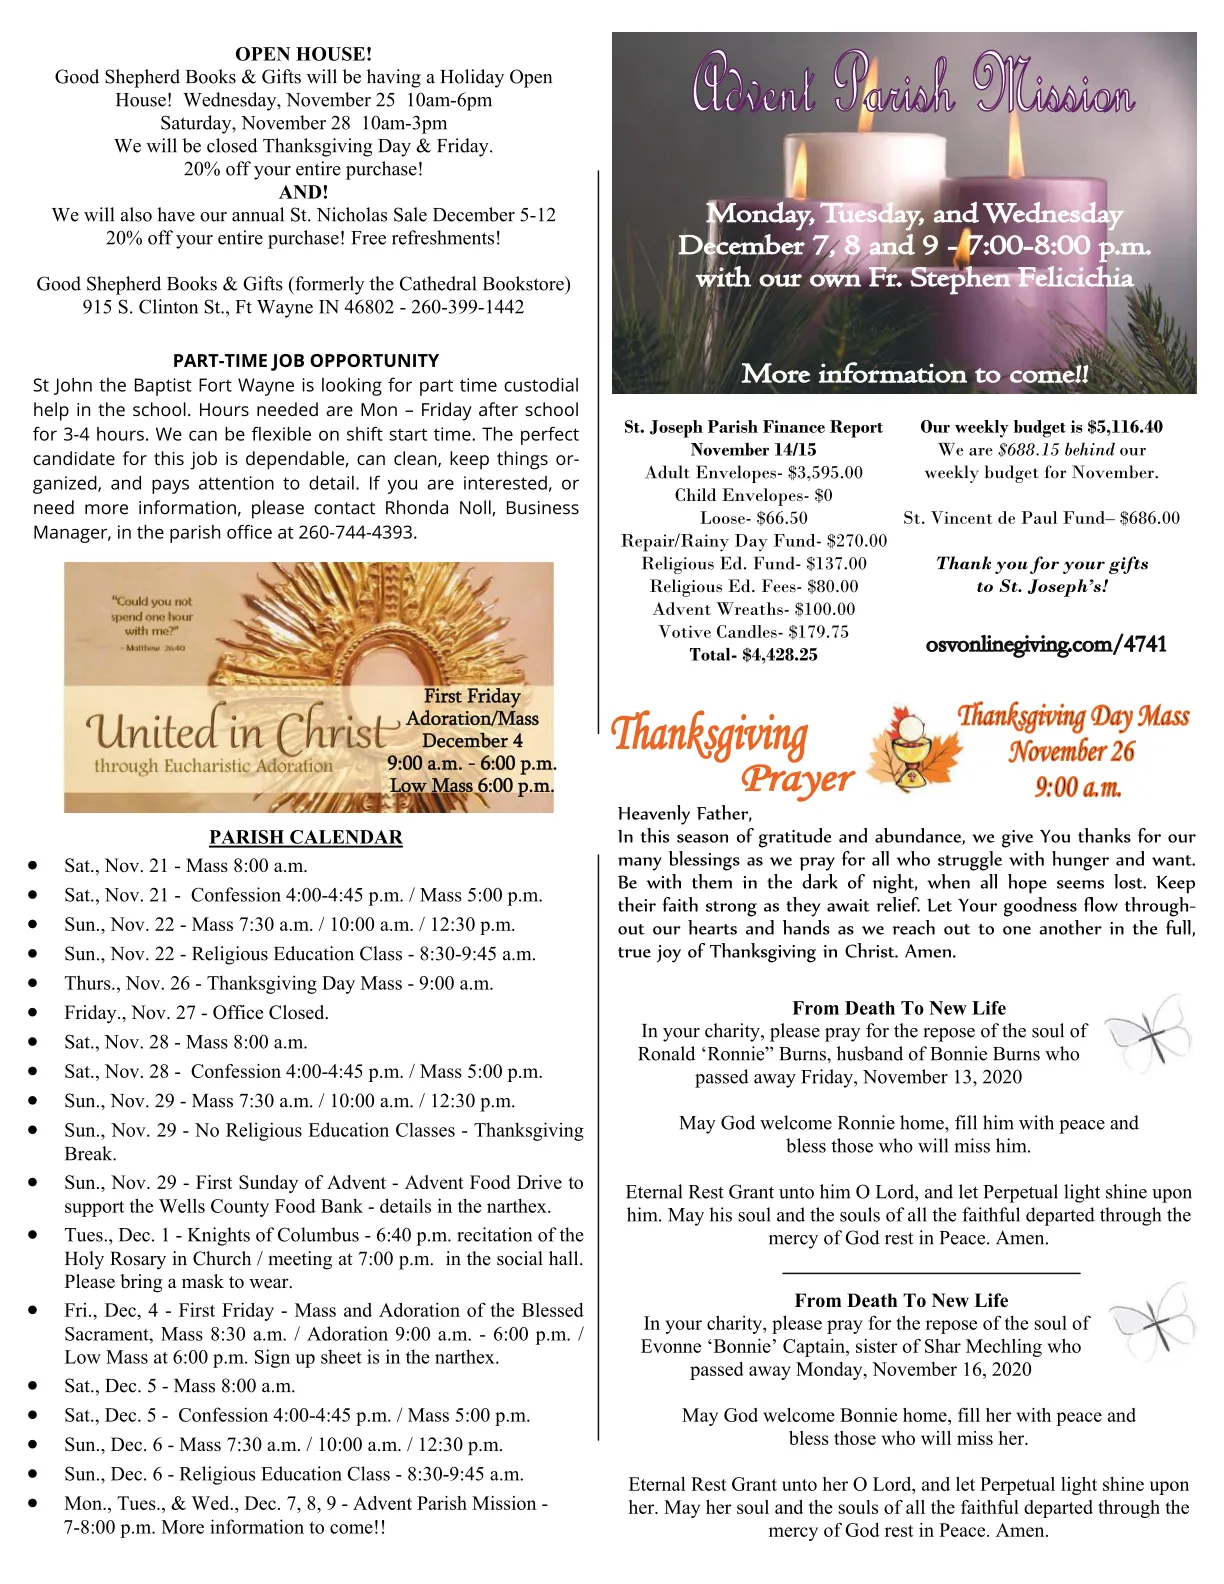 OPEN HOUSE!
Good Shepherd Books & Gifts will be having a Holiday Open
House!  Wednesday, November 25  10am-6pm
Saturday, November 28  10am-3pm
We will be closed Thanksgiving Day & Friday.
20% off your entire purchase!
AND!
We will also have our annual St. Nicholas Sale December 5-12
20% off your entire purchase! Free refreshments!
Good Shepherd Books & Gifts (formerly the Cathedral Bookstore)
915 S. Clinton St., Ft Wayne IN 46802 - 260-399-1442
PART-TIME JOB OPPORTUNITY
St John the Baptist Fort Wayne is looking for part time custodial
help in the school. Hours needed are Mon – Friday after school
for 3-4 hours. We can be flexible on shift start time. The perfect
candidate for this job is dependable, can clean, keep things or-
ganized, and pays attention to detail. If you are interested, or
need more information, please contact Rhonda Noll, Business
Manager, in the parish office at 260-744-4393.
"Could you not
spend one hour
with me?"
- Matthew 26:40
United in Christ
through Eucharistic Adoration
First Friday
Adoration/Mass
December 4
9:00 a.m. - 6:00 p.m.
Low Mass 6:00 p.m.
PARISH CALENDAR
• Sat., Nov. 21 - Mass 8:00 a.m.
• Sat., Nov. 21 -  Confession 4:00-4:45 p.m. / Mass 5:00 p.m.
• Sun., Nov. 22 - Mass 7:30 a.m. / 10:00 a.m. / 12:30 p.m.
• Sun., Nov. 22 - Religious Education Class - 8:30-9:45 a.m.
• Thurs., Nov. 26 - Thanksgiving Day Mass - 9:00 a.m.
• Friday., Nov. 27 - Office Closed.
• Sat., Nov. 28 - Mass 8:00 a.m.
• Sat., Nov. 28 -  Confession 4:00-4:45 p.m. / Mass 5:00 p.m.
• Sun., Nov. 29 - Mass 7:30 a.m. / 10:00 a.m. / 12:30 p.m.
• Sun., Nov. 29 - No Religious Education Classes - Thanksgiving
Break.
• Sun., Nov. 29 - First Sunday of Advent - Advent Food Drive to
support the Wells County Food Bank - details in the narthex.
• Tues., Dec. 1 - Knights of Columbus - 6:40 p.m. recitation of the
Holy Rosary in Church / meeting at 7:00 p.m.  in the social hall.
Please bring a mask to wear.
• Fri., Dec, 4 - First Friday - Mass and Adoration of the Blessed
Sacrament, Mass 8:30 a.m. / Adoration 9:00 a.m. - 6:00 p.m. /
Low Mass at 6:00 p.m. Sign up sheet is in the narthex.
• Sat., Dec. 5 - Mass 8:00 a.m.
• Sat., Dec. 5 -  Confession 4:00-4:45 p.m. / Mass 5:00 p.m.
• Sun., Dec. 6 - Mass 7:30 a.m. / 10:00 a.m. / 12:30 p.m.
• Sun., Dec. 6 - Religious Education Class - 8:30-9:45 a.m.
• Mon., Tues., & Wed., Dec. 7, 8, 9 - Advent Parish Mission -
7-8:00 p.m. More information to come!!
Advent Parish Mission
Monday, Tuesday, and Wednesday
December 7, 8 and 9 - 7:00-8:00 p.m.
with our own Fr. Stephen Felicichia
More information to come!!
St. Joseph Parish Finance Report
November 14/15
Adult Envelopes- $3,595.00
Child Envelopes- $0
Loose- $66.50
Repair/Rainy Day Fund- $270.00
Religious Ed. Fund- $137.00
Religious Ed. Fees- $80.00
Advent Wreaths- $100.00
Votive Candles- $179.75
Total- $4,428.25
Our weekly budget is $5,116.40
We are $688.15 behind our
weekly budget for November.
St. Vincent de Paul Fund– $686.00
Thank you for your gifts
to St. Joseph's!
osvonlinegiving.com/4741
Thanksgiving
Prayer
Thanksgiving Day Mass
November 26
9:00 a.m.
Heavenly Father,
In this season of gratitude and abundance, we give You thanks for our
many blessings as we pray for all who struggle with hunger and want.
Be with them in the dark of night, when all hope seems lost. Keep
their faith strong as they await relief. Let Your goodness flow through-
out our hearts and hands as we reach out to one another in the full,
true joy of Thanksgiving in Christ. Amen.
From Death To New Life
In your charity, please pray for the repose of the soul of
Ronald ‘Ronnie” Burns, husband of Bonnie Burns who
passed away Friday, November 13, 2020
May God welcome Ronnie home, fill him with peace and
bless those who will miss him.
Eternal Rest Grant unto him O Lord, and let Perpetual light shine upon
him. May his soul and the souls of all the faithful departed through the
mercy of God rest in Peace. Amen.
From Death To New Life
In your charity, please pray for the repose of the soul of
Evonne ‘Bonnie’ Captain, sister of Shar Mechling who
passed away Monday, November 16, 2020
May God welcome Bonnie home, fill her with peace and
bless those who will miss her.
Eternal Rest Grant unto her O Lord, and let Perpetual light shine upon
her. May her soul and the souls of all the faithful departed through the
mercy of God rest in Peace. Amen.